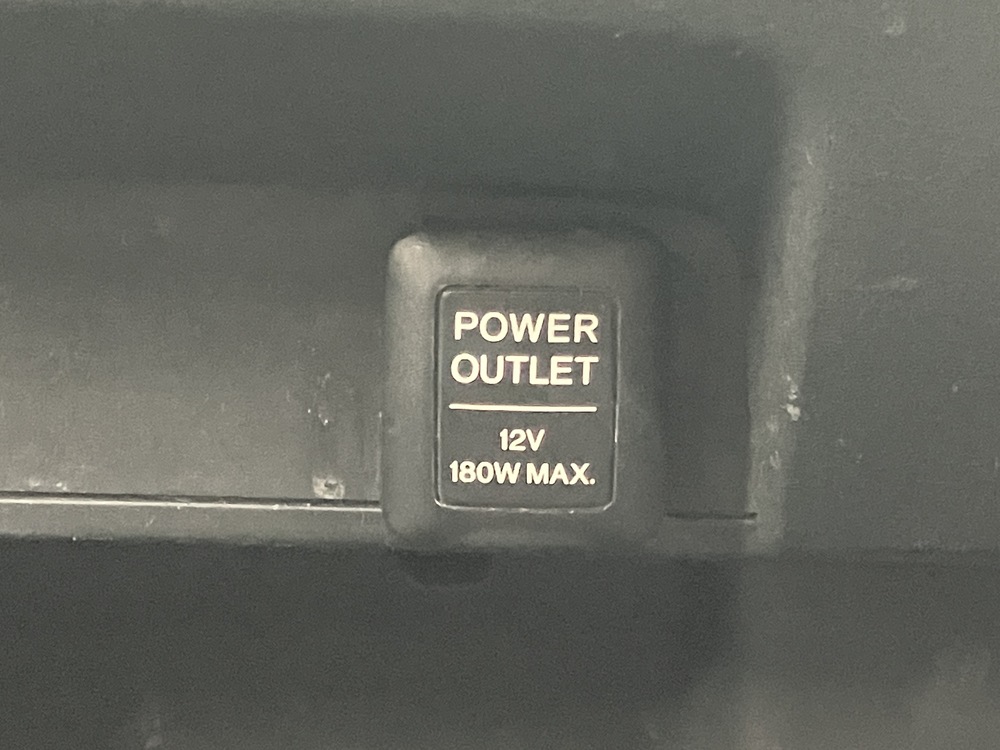 POWER
OUTLET
12V
180W MAX.